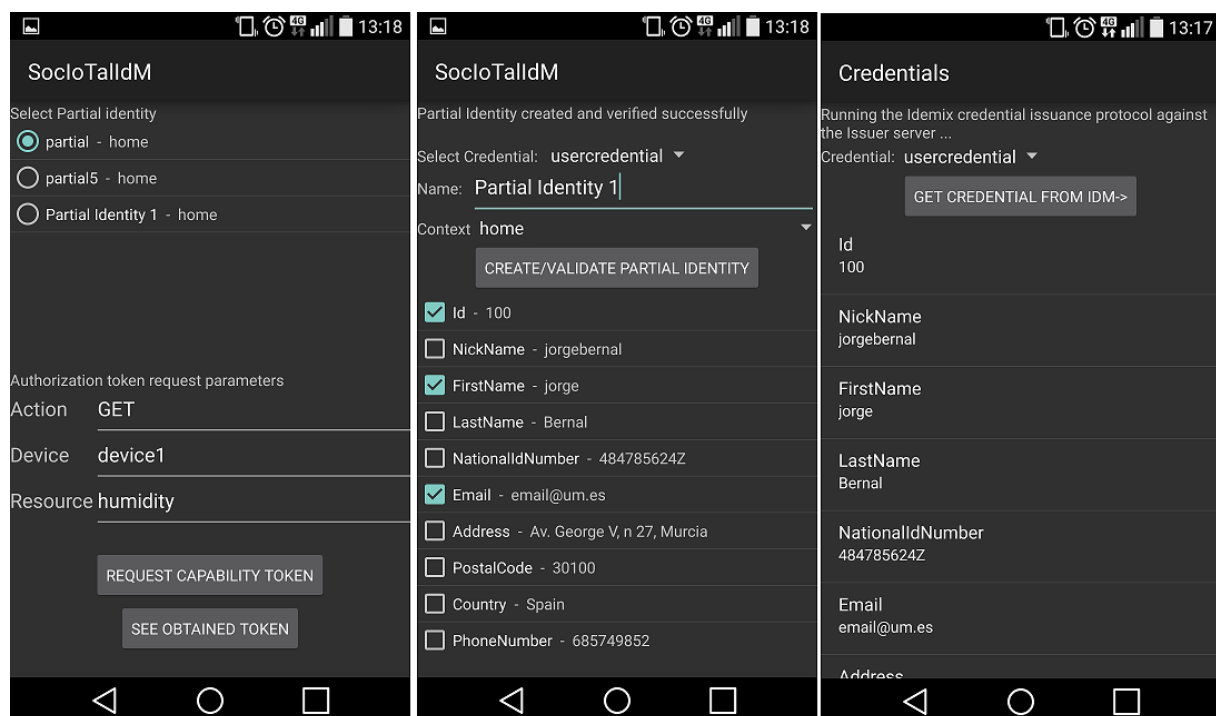 13:18
SocIoTalIdM
Select Partial identity
partial - home
partial5 - home
Partial Identity 1 - home
Authorization token request parameters
Action GET
Device device1
Resource humidity
REQUEST CAPABILITY TOKEN
SEE OBTAINED TOKEN
4G 13:18
SocIoTalIdM
Partial Identity created and verified successfully
Select Credential: usercredential
Name: Partial Identity 1
Context home
CREATE/VALIDATE PARTIAL IDENTITY
Id - 100
NickName - jorgebernal
FirstName - jorge
LastName - Bernal
NationalIdNumber - 484785624Z
Email - email@um.es
Address - Av. George V, n 27, Murcia
PostalCode - 30100
Country - Spain
PhoneNumber - 685749852
4G 13:17
Credentials
Running the Idemix credential issuance protocol against
the Issuer server ...
Credential: usercredential
GET CREDENTIAL FROM IDM->
Id
100
NickName
jorgebernal
FirstName
jorge
LastName
Bernal
NationalIdNumber
484785624Z
Email
email@um.es
Address